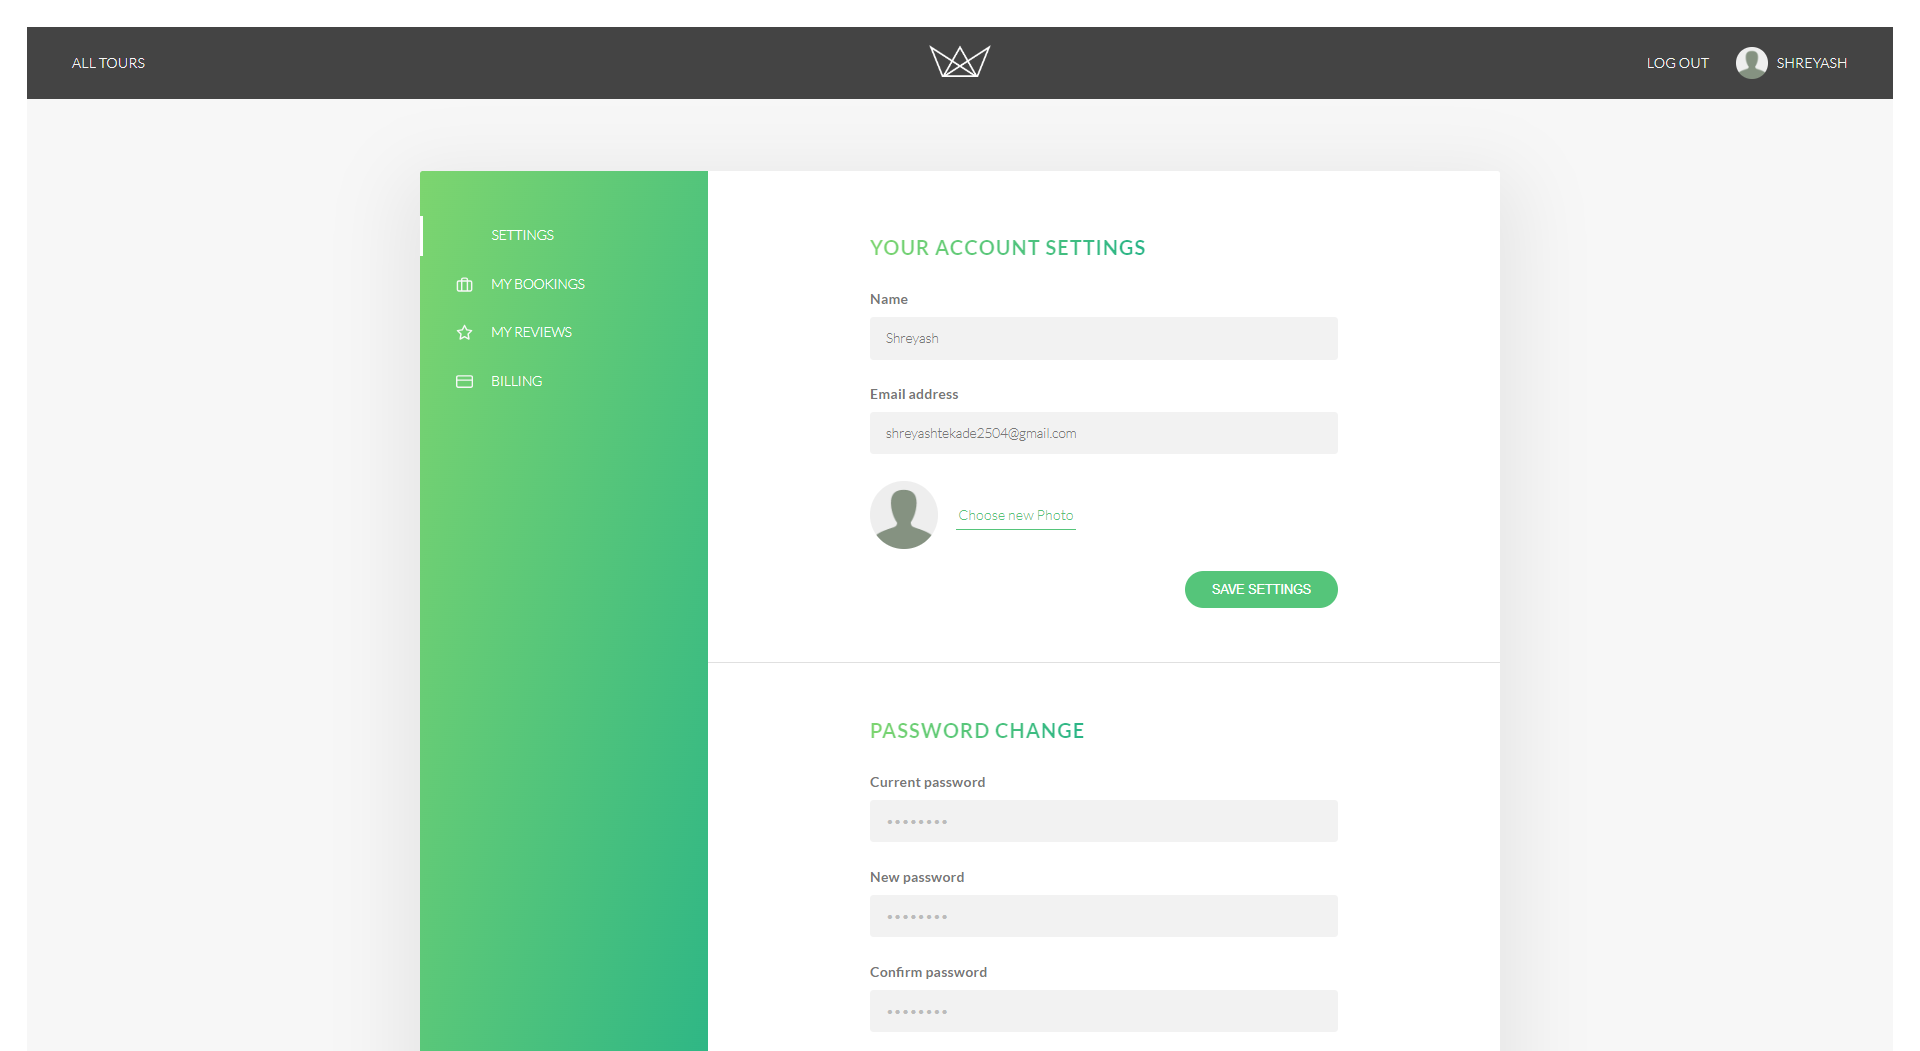 ALL TOURS
LOG OUT
SHREYASH
SETTINGS
MY BOOKINGS
MY REVIEWS
BILLING
YOUR ACCOUNT SETTINGS
Name
Shreyash
Email address
shreyashtekade2504@gmail.com
Choose new Photo
SAVE SETTINGS
PASSWORD CHANGE
Current password
••••••••
New password
••••••••
Confirm password
••••••••